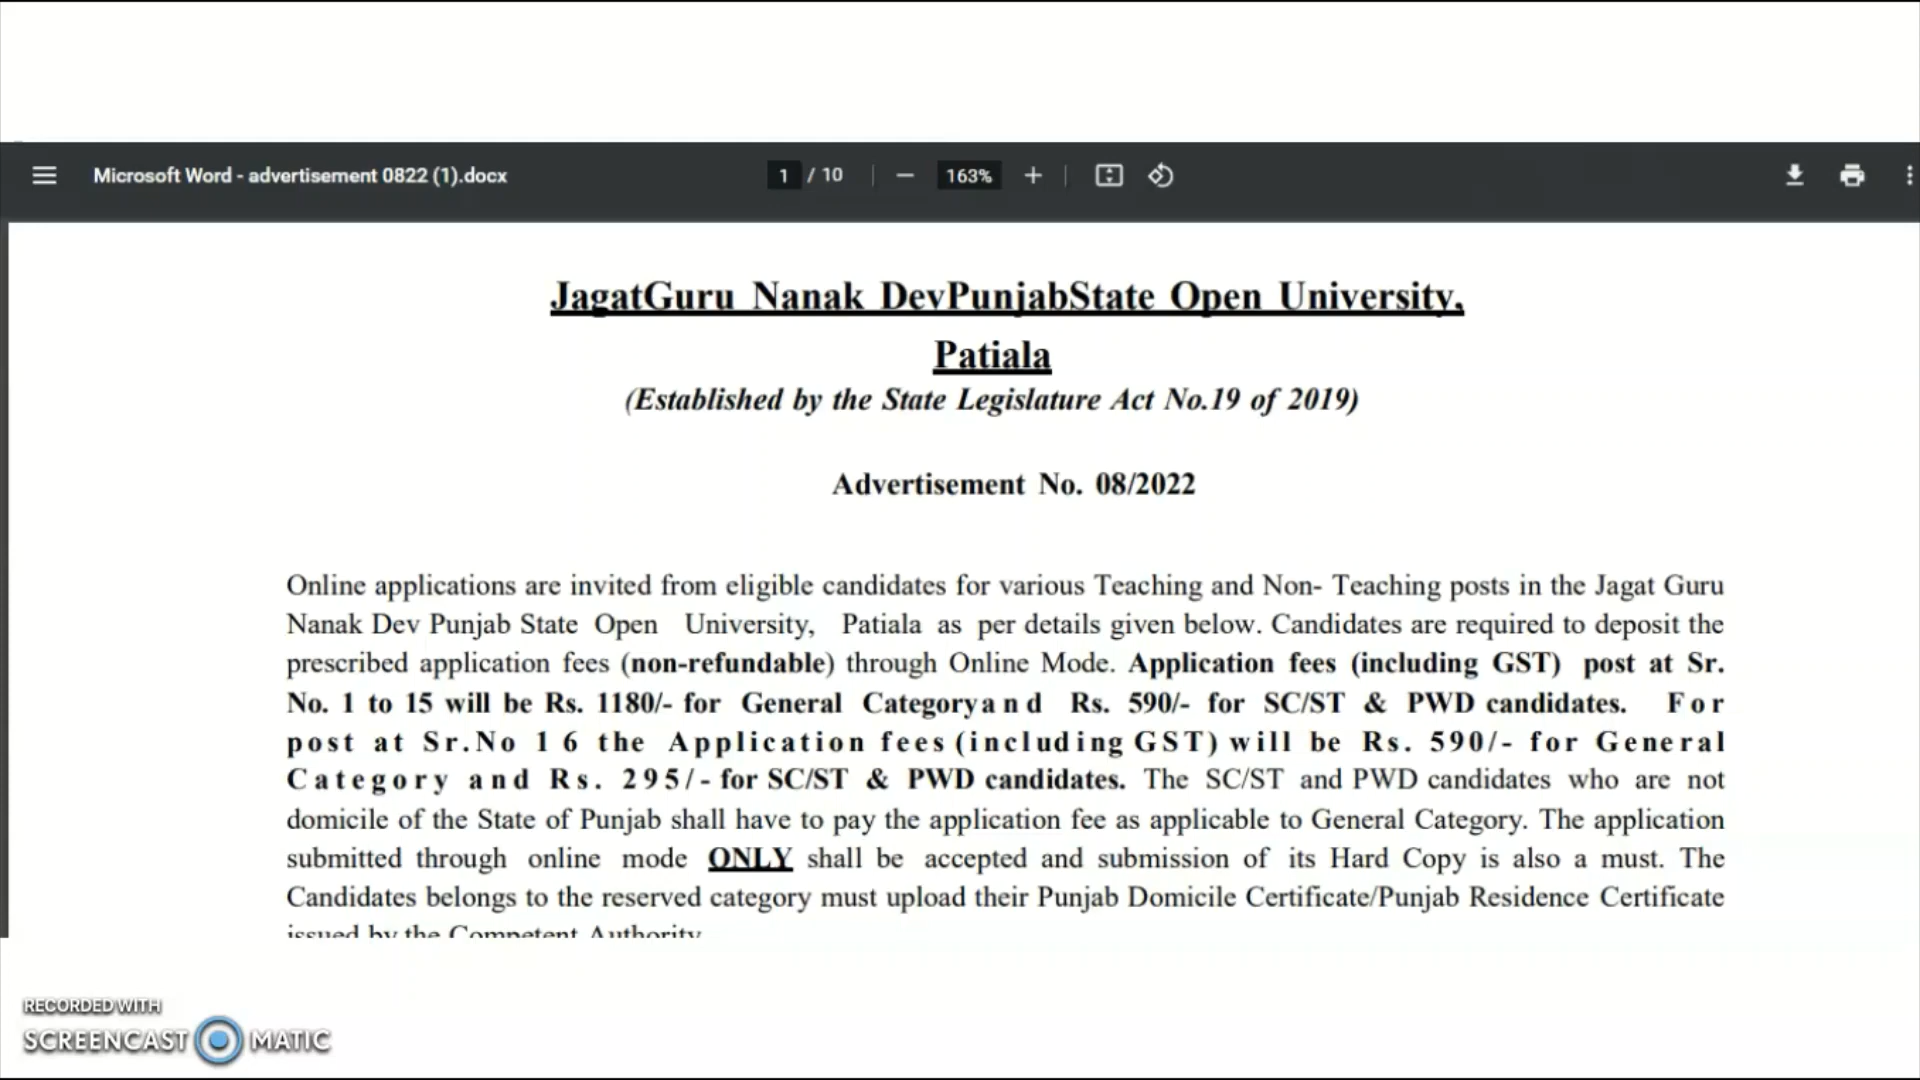 Microsoft Word - advertisement 0822 (1).docx
1 / 10
163%
JagatGuru Nanak DevPunjabState Open University,
Patiala
(Established by the State Legislature Act No.19 of 2019)
Advertisement No. 08/2022
Online applications are invited from eligible candidates for various Teaching and Non- Teaching posts in the Jagat Guru
Nanak Dev Punjab State Open University, Patiala as per details given below. Candidates are required to deposit the
prescribed application fees (non-refundable) through Online Mode. Application fees (including GST) post at Sr.
No. 1 to 15 will be Rs. 1180/- for General Categoryand Rs. 590/- for SC/ST & PWD candidates. For
post at Sr.No 16 the Application fees (including GST) will be Rs. 590/- for General
Category and Rs. 295/- for SC/ST & PWD candidates. The SC/ST and PWD candidates who are not
domicile of the State of Punjab shall have to pay the application fee as applicable to General Category. The application
submitted through online mode ONLY shall be accepted and submission of its Hard Copy is also a must. The
Candidates belongs to the reserved category must upload their Punjab Domicile Certificate/Punjab Residence Certificate
issued by the Competent Authority.
RECORDED WITH
SCREENCAST MATIC